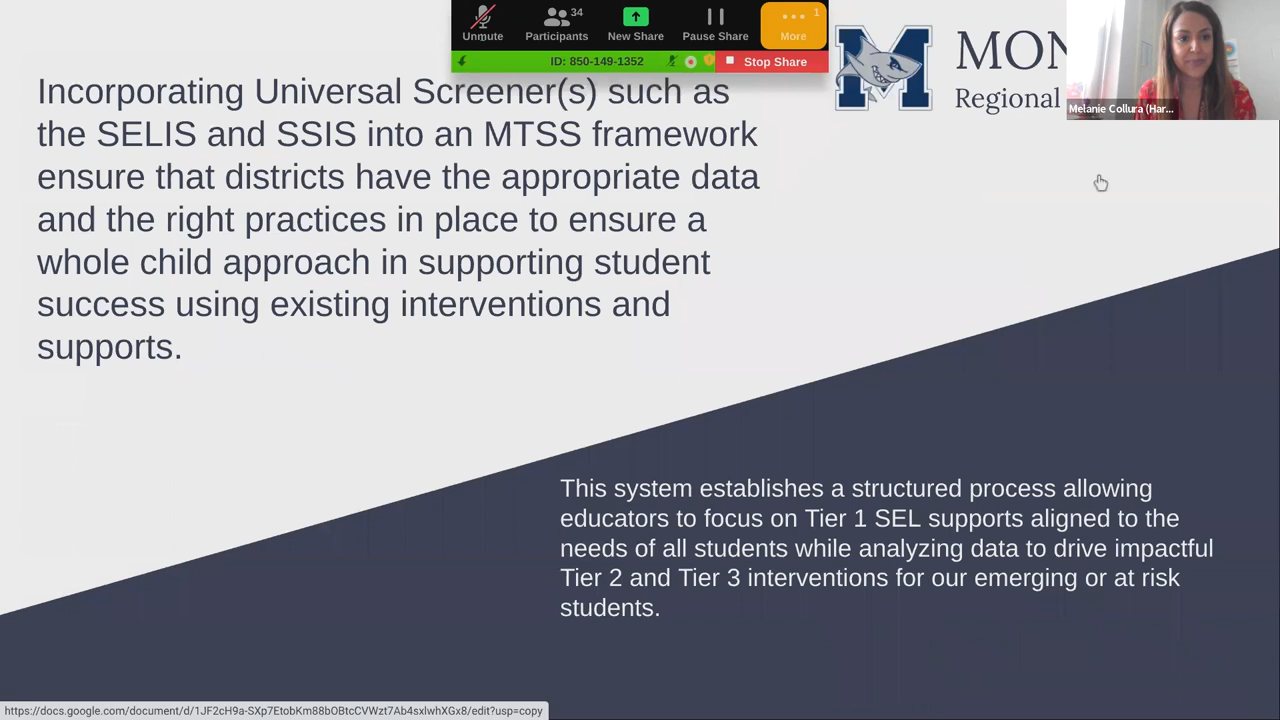 34
1
Unmute
Participants
New Share
Pause Share
More
ID: 850-149-1352
Stop Share
MON
Regional
Melanie Collura (Har...
Incorporating Universal Screener(s) such as
the SELIS and SSIS into an MTSS framework
ensure that districts have the appropriate data
and the right practices in place to ensure a
whole child approach in supporting student
success using existing interventions and
supports.
This system establishes a structured process allowing
educators to focus on Tier 1 SEL supports aligned to the
needs of all students while analyzing data to drive impactful
Tier 2 and Tier 3 interventions for our emerging or at risk
students.
https://docs.google.com/document/d/1JF2cH9a-SXp7EtobKm88bOBtcCVWzt7Ab4sxlwhXGx8/edit?usp=copy